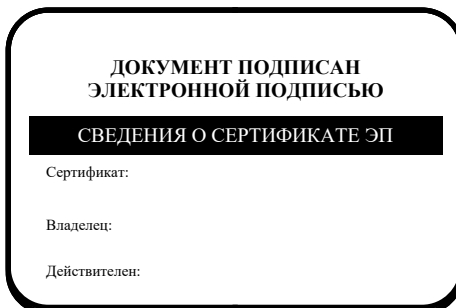 ДОКУМЕНТ ПОДПИСАН
ЭЛЕКТРОННОЙ ПОДПИСЬЮ
СВЕДЕНИЯ О СЕРТИФИКАТЕ ЭП
Сертификат:
Владелец:
Действителен: